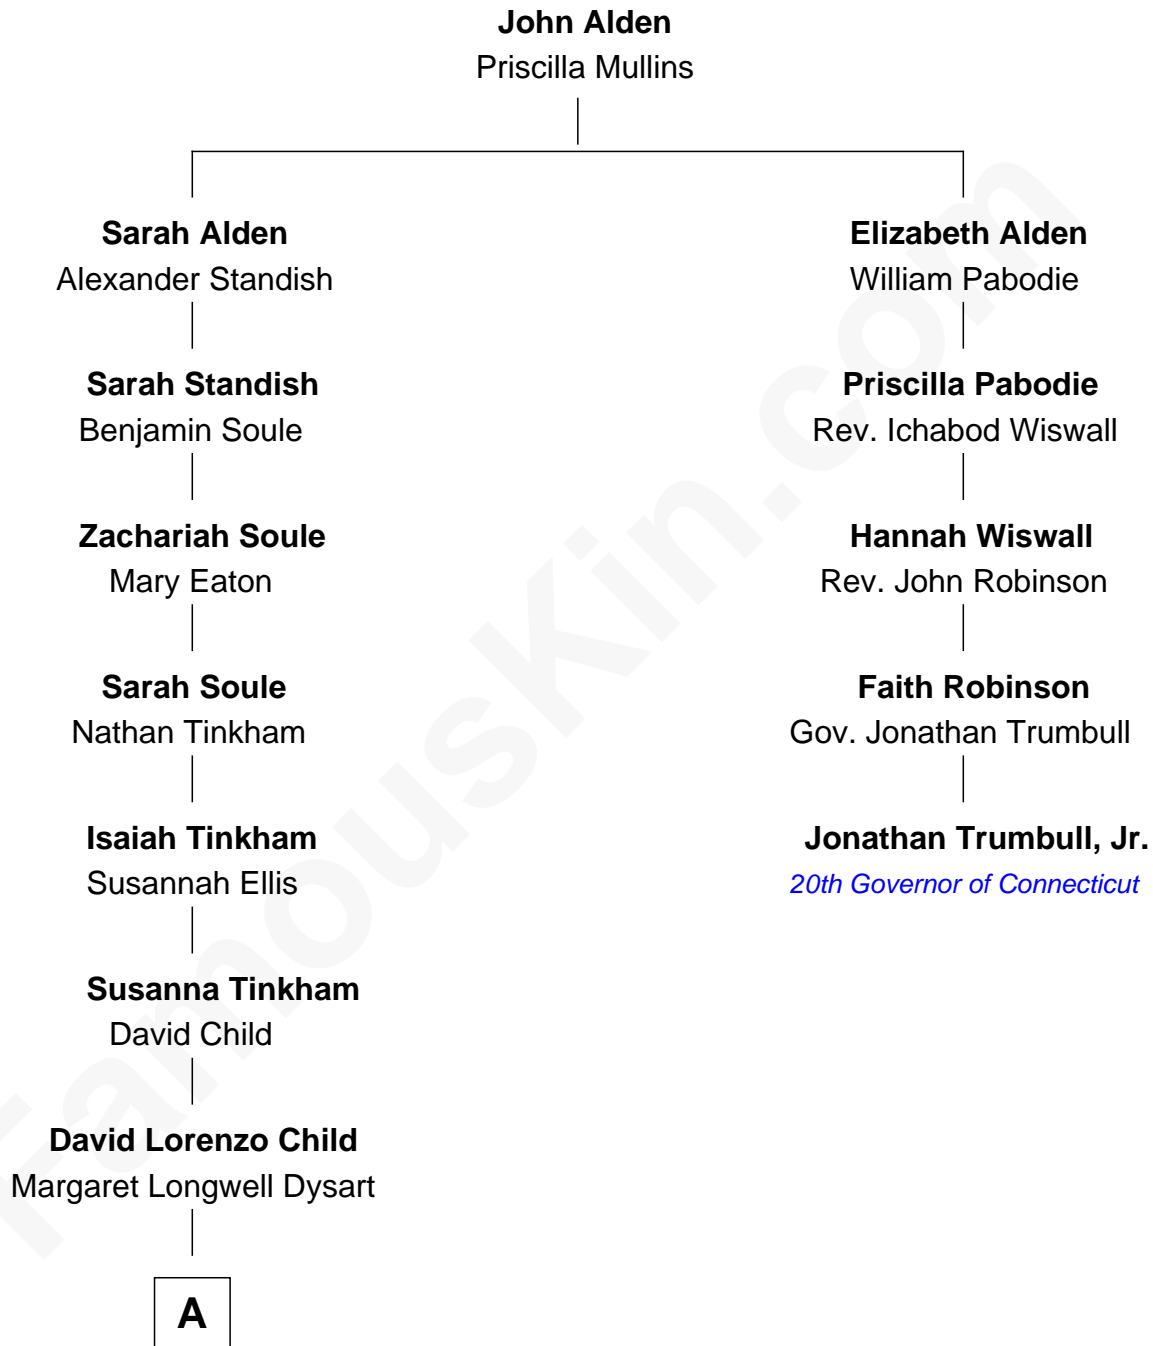 John Alden
Priscilla Mullins
Sarah Alden
Alexander Standish
Elizabeth Alden
William Pabodie
Sarah Standish
Benjamin Soule
Priscilla Pabodie
Rev. Ichabod Wiswall
Zachariah Soule
Mary Eaton
Hannah Wiswall
Rev. John Robinson
Sarah Soule
Nathan Tinkham
Faith Robinson
Gov. Jonathan Trumbull
Isaiah Tinkham
Susannah Ellis
Jonathan Trumbull, Jr.
20th Governor of Connecticut
Susanna Tinkham
David Child
David Lorenzo Child
Margaret Longwell Dysart
A
FamousKin.com